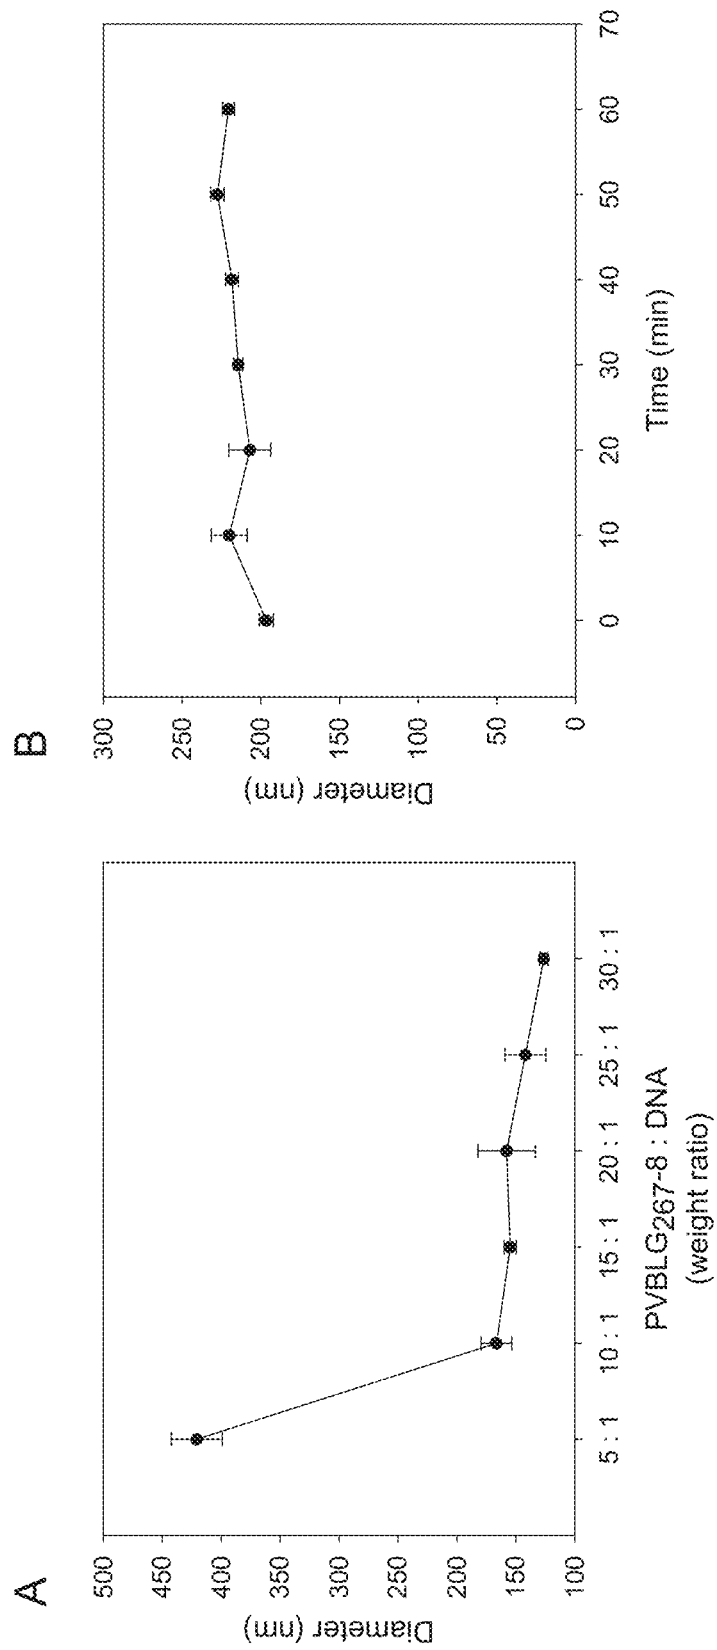 A
Diameter (nm)
500
450
400
350
300
250
200
150
100
5 : 1
10 : 1
15 : 1
20 : 1
25 : 1
30 : 1
PVBLG267-8 : DNA
(weight ratio)
B
Diameter (nm)
300
250
200
150
100
50
0
0
10
20
30
40
50
60
70
Time (min)